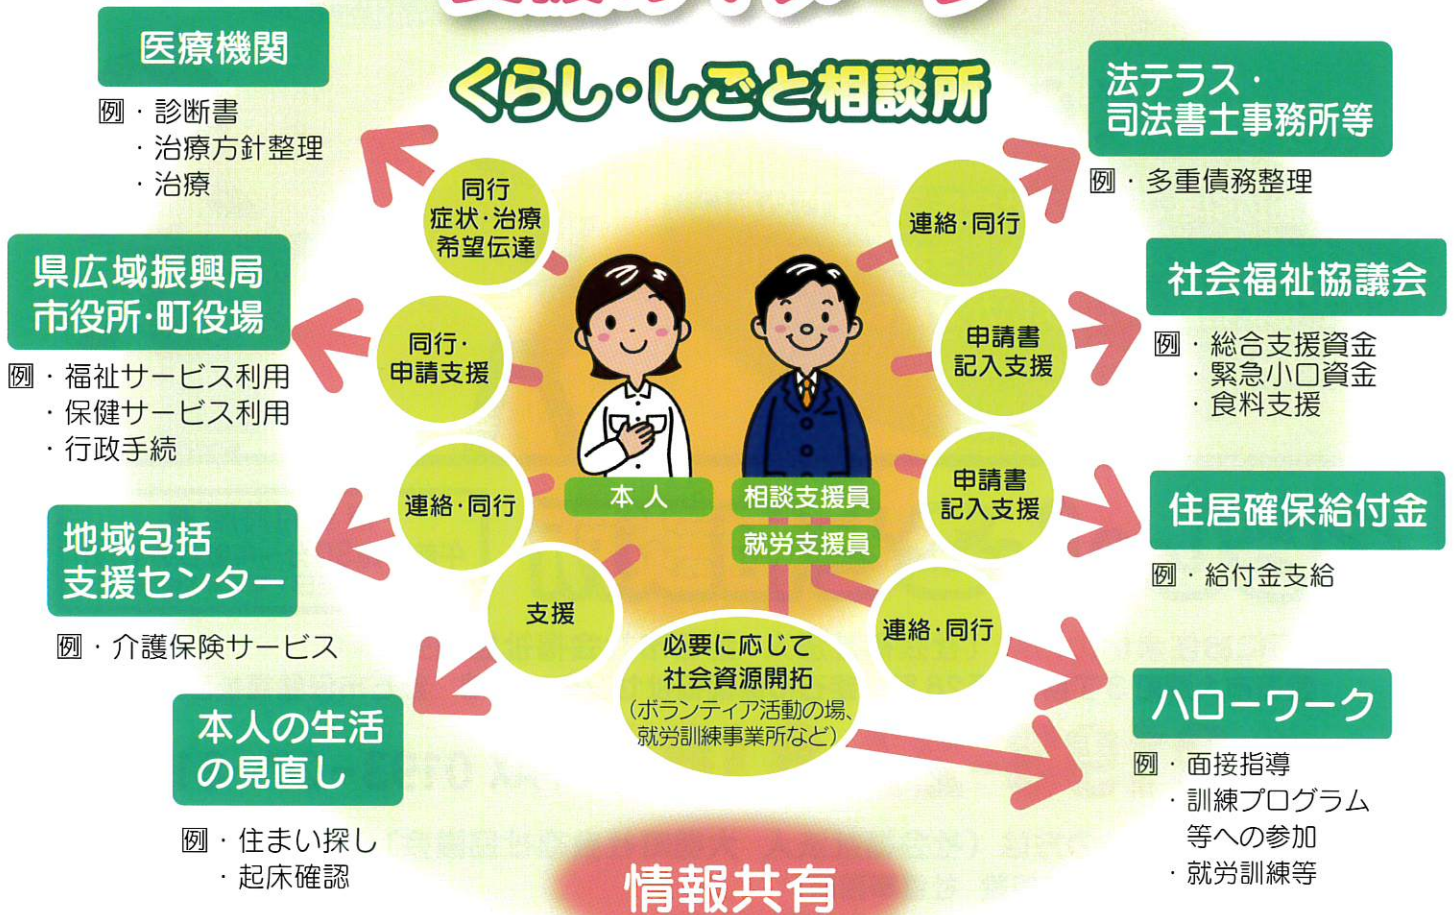 くらし・しごと相談所
医療機関
例・診断書
・治療方針整理
・治療
同行
症状・治療
希望伝達
県広域振興局
市役所・町役場
例・福祉サービス利用
・保健サービス利用
・行政手続
同行・
申請支援
地域包括
支援センター
例・介護保険サービス
連絡・同行
本人の生活
の見直し
例・住まい探し
・起床確認
支援
本人
相談支援員
就労支援員
必要に応じて
社会資源開拓
(ボランティア活動の場、
就労訓練事業所など)
法テラス・
司法書士事務所等
例・多重債務整理
連絡・同行
社会福祉協議会
例・総合支援資金
・緊急小口資金
・食料支援
申請書
記入支援
住居確保給付金
例・給付金支給
申請書
記入支援
ハローワーク
例・面接指導
・訓練プログラム
等への参加
・就労訓練等
連絡・同行
情報共有